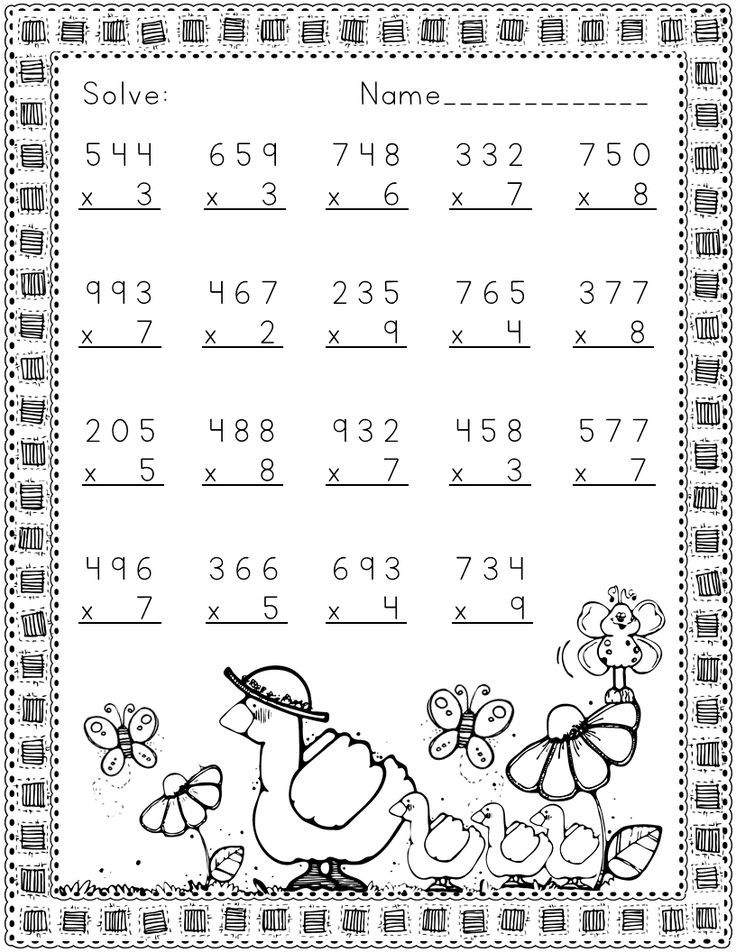 Solve: Name_____________
544 659 748 332 750
x 3 x 3 x 6 x 7 x 8
993 467 235 765 377
x 7 x 2 x 9 x 4 x 8
205 488 932 458 577
x 5 x 8 x 7 x 3 x 7
496 366 693 734
x 7 x 5 x 4 x 9